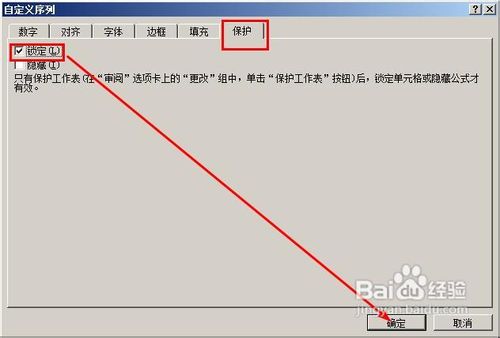 自定义序列
数字 对齐 字体 边框 填充 保护
锁定(L)
隐藏(I)
只有保护工作表(在“审阅”选项卡上的“更改”组中，单击“保护工作表”按钮)后，锁定单元格或隐藏公式才
有效。
Baidu经验
jingyan.baidu.com
确定 取消